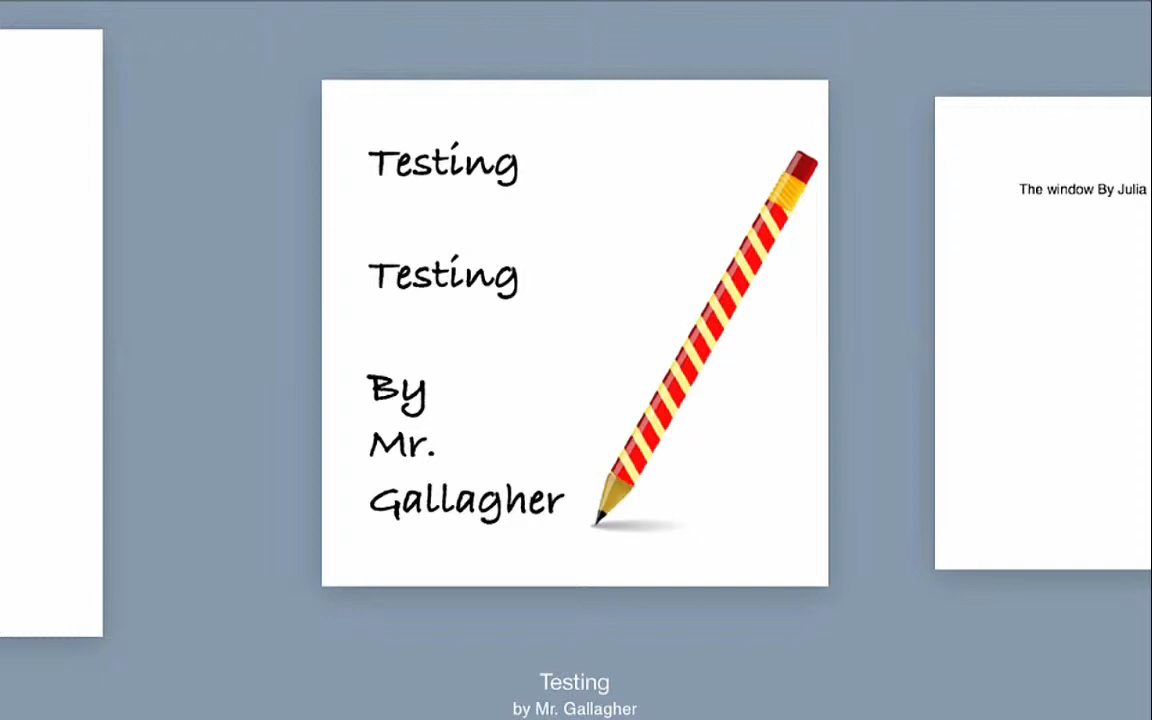 Testing
Testing
By
Mr.
Gallagher
The window By Julia
Testing
by Mr. Gallagher